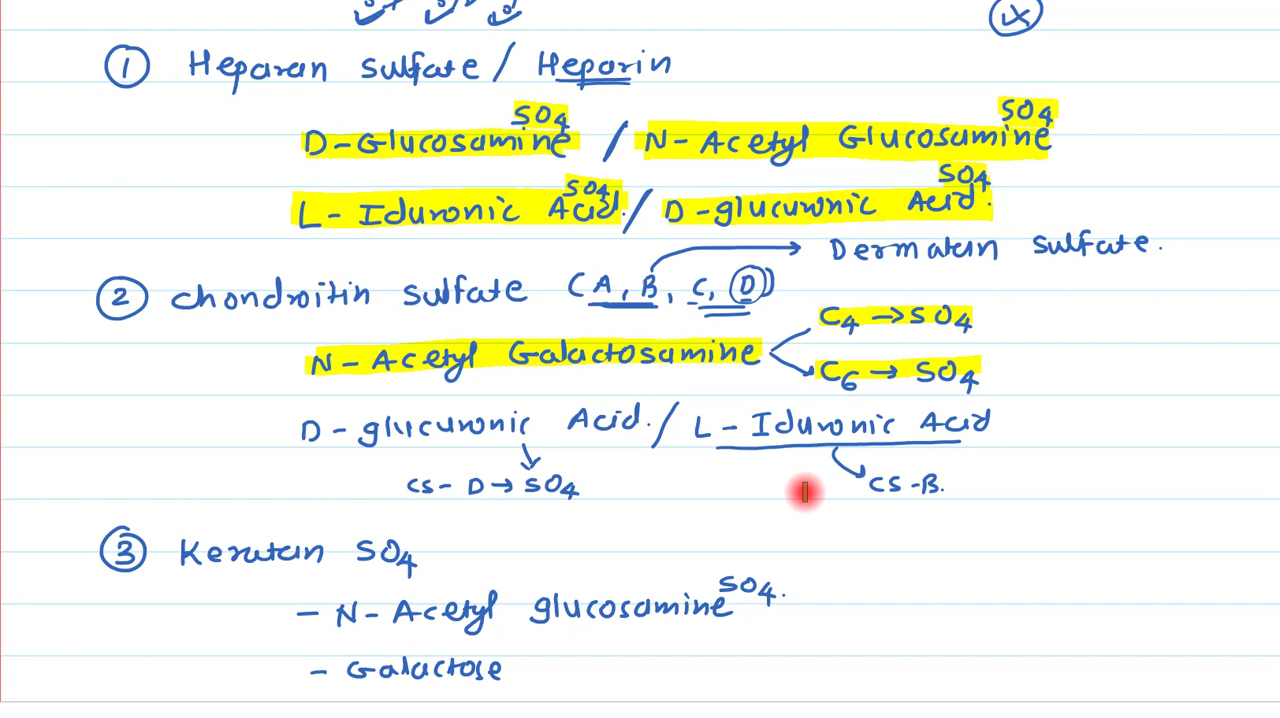 ① Heparan sulfate / Heparin
SO4 SO4
D-Glucosamine / N-Acetyl Glucosamine
SO4 SO4
L-Iduronic Acid. / D-glucuronic Acid.
Dermatan sulfate.
② Chondroitin sulfate (A, B, C, D)
C4 → SO4
N-Acetyl Galactosamine
C6 → SO4
D-glucuronic Acid. / L-Iduronic Acid
CS-D → SO4 CS-B.
③ Keratan SO4
- N-Acetyl glucosamine SO4.
- Galactose